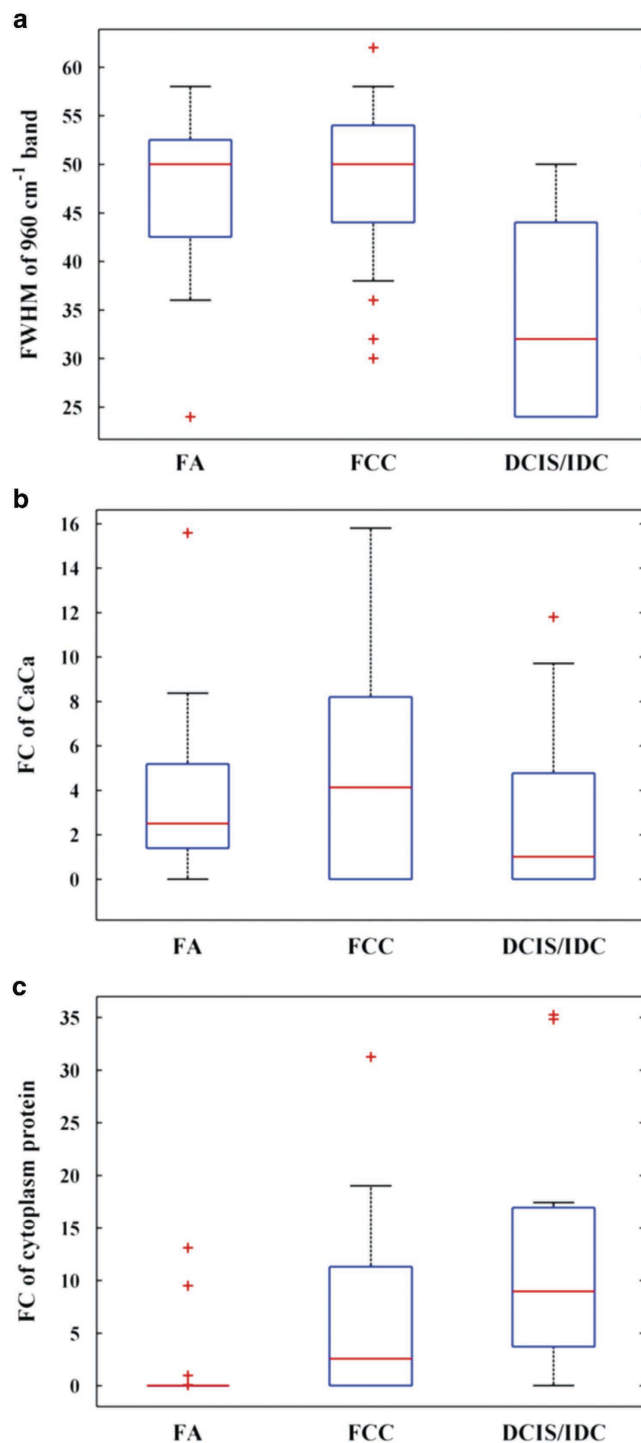 a
FWHM of 960 cm⁻¹ band
60
55
50
45
40
35
30
25
FA FCC DCIS/IDC
b
FC of CaCa
16
14
12
10
8
6
4
2
0
FA FCC DCIS/IDC
c
FC of cytoplasm protein
35
30
25
20
15
10
5
0
FA FCC DCIS/IDC